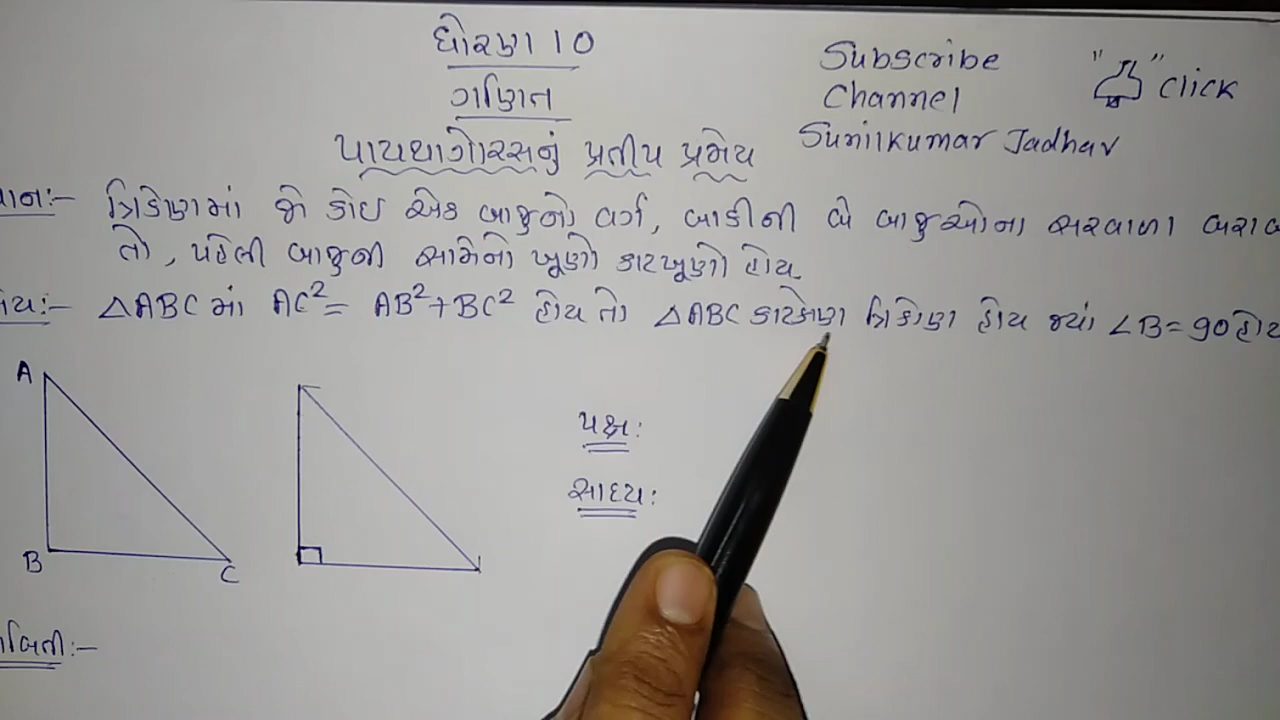 ધોરણ 10
ગણિત
પાયથાગોરસનું પ્રતીપ પ્રમેય
Subscribe
Channel
Sunilkumar Jadhav
"🔔" click
ધાનઃ- ત્રિકોણમાં જો કોઇ એક બાજુનો વર્ગ, બાકીની બે બાજુઓના સરવાળા બરાબ
તો, પહેલી બાજુની સામેનો ખૂણો કાટખૂણો હોય.
મેયઃ- △ABC માં AC² = AB² + BC² હોય તો △ABC કાટકોણ ત્રિકોણ હોય જ્યાં ∠B = 90 હોય
A
B
C
પક્ષ:
સાધ્ય:
ાબિતી:-